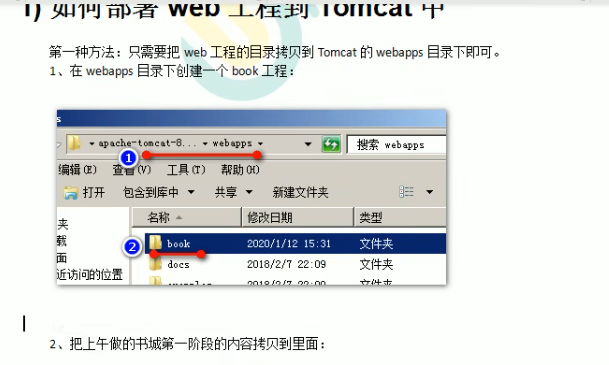 1) 如何部署 web 工程到 Tomcat 中
第一种方法：只需要把 web 工程的目录拷贝到 Tomcat 的 webapps 目录下即可。
1、在 webapps 目录下创建一个 book 工程：
s
apache-tomcat-8... webapps 搜索 webapps
1
编辑(E) 查看(V) 工具(T) 帮助(H)
打开 包含到库中 共享 新建文件夹
夹 名称 修改日期 类型
载 2 book 2020/1/12 15:31 文件夹
面 docs 2018/2/7 22:09 文件夹
近访问的位置 2018/2/7 22:09 文件夹
2、把上午做的书城第一阶段的内容拷贝到里面：